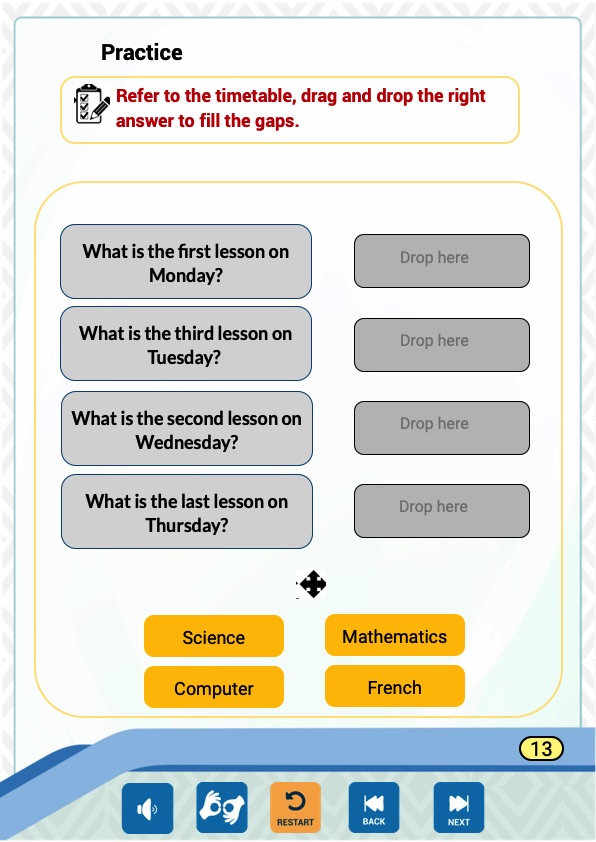 Practice
Refer to the timetable, drag and drop the right
answer to fill the gaps.
What is the first lesson on
Monday?
Drop here
What is the third lesson on
Tuesday?
Drop here
What is the second lesson on
Wednesday?
Drop here
What is the last lesson on
Thursday?
Drop here
Science
Mathematics
Computer
French
13
RESTART
BACK
NEXT